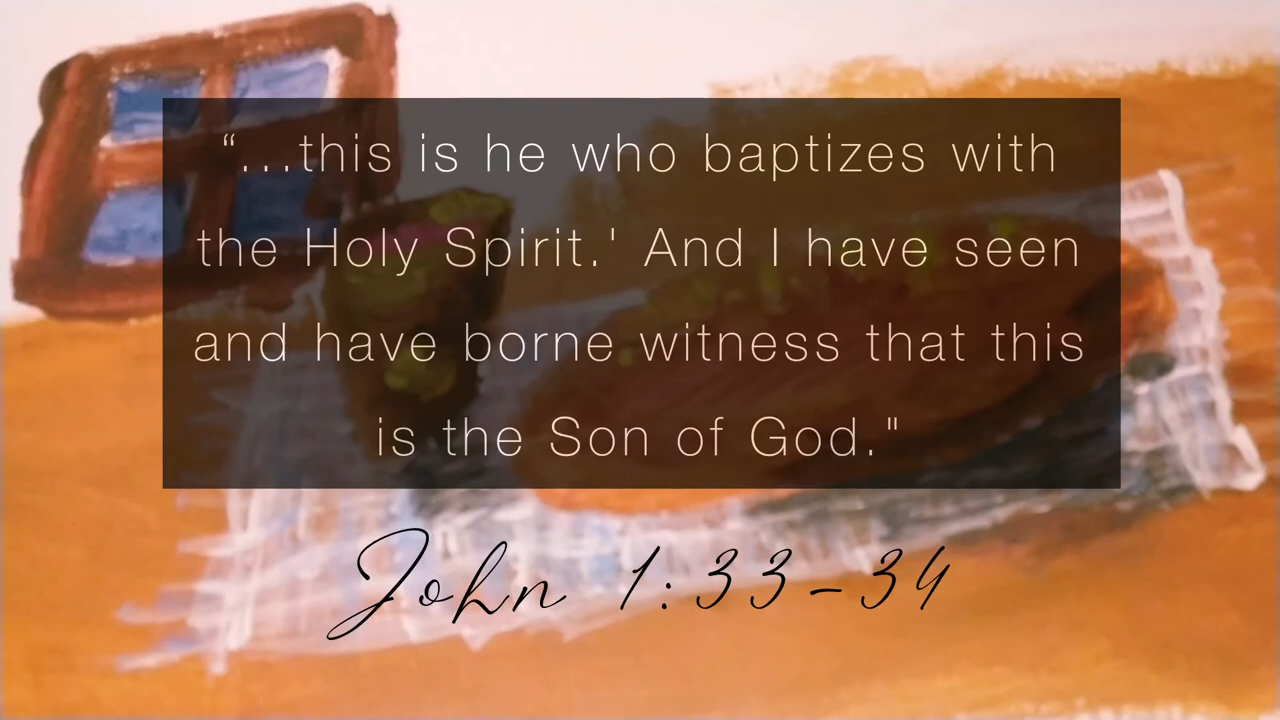 “...this is he who baptizes with
the Holy Spirit.' And I have seen
and have borne witness that this
is the Son of God."
John 1:33-34